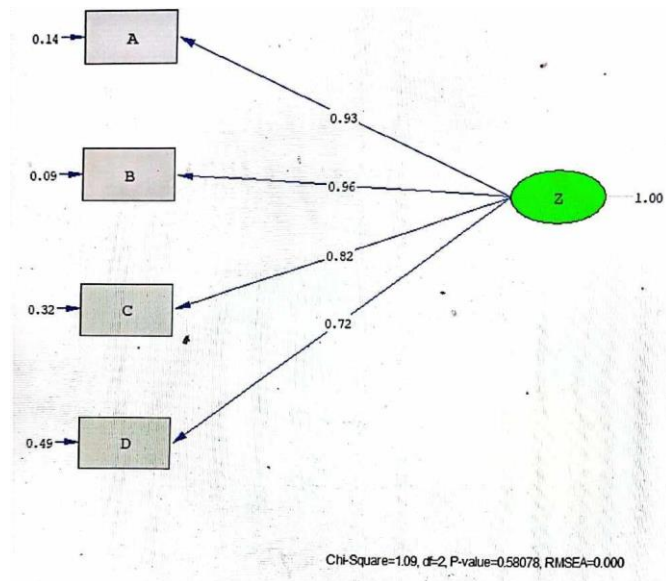 0.14
A
0.93
0.09
B
0.96
Z
1.00
0.82
0.32
C
0.72
0.49
D
Chi-Square=1.09, df=2, P-value=0.58078, RMSEA=0.000